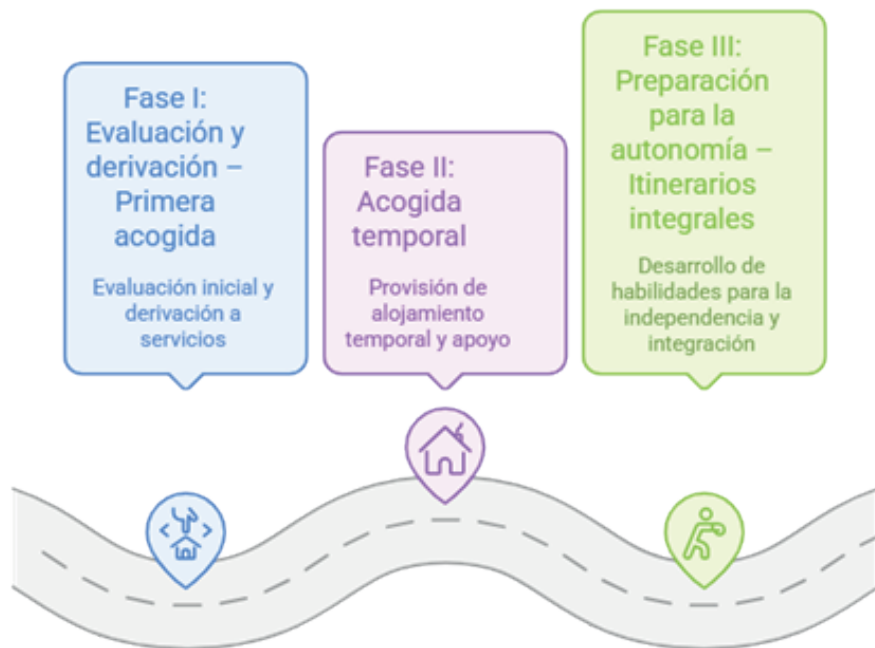 Fase I:
Evaluación y
derivación –
Primera
acogida
Evaluación inicial y
derivación a
servicios
Fase II:
Acogida
temporal
Provisión de
alojamiento
temporal y apoyo
Fase III:
Preparación
para la
autonomía –
Itinerarios
integrales
Desarrollo de
habilidades para la
independencia y
integración